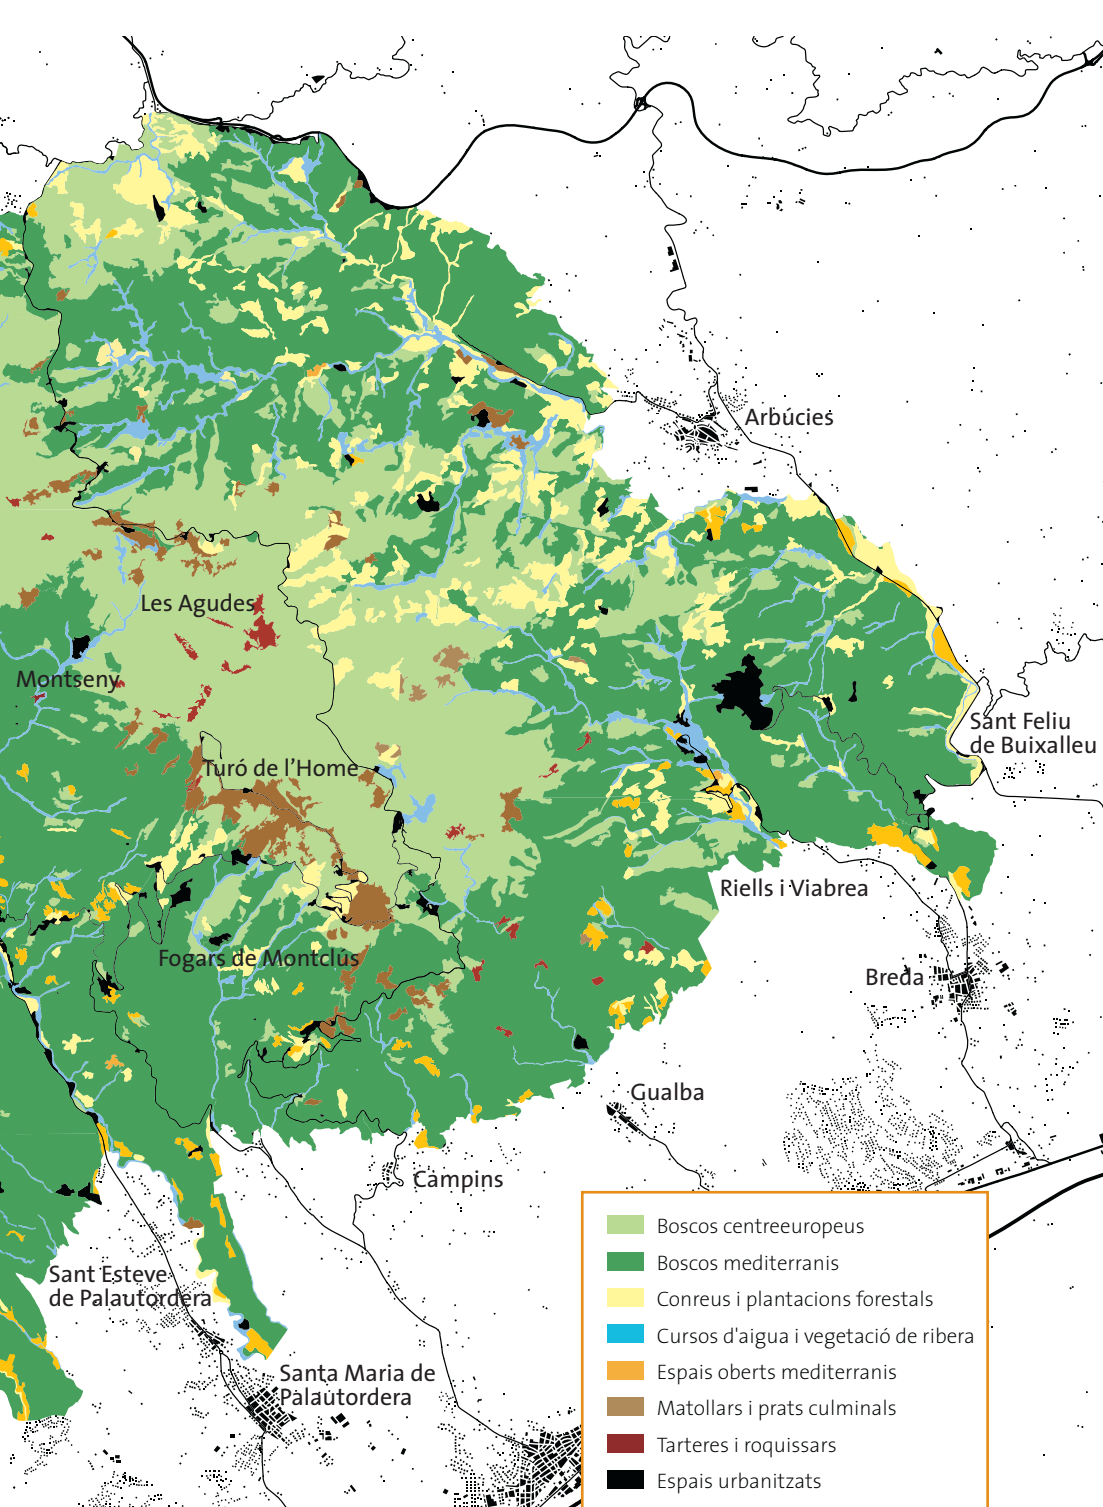 Arbúcies
Les Agudes
Montseny
Sant Feliu
de Buixalleu
Turó de l'Home
Riells i Viabrea
Fogars de Montclús
Breda
Gualba
Campins
Sant Esteve
de Palautordera
Santa Maria de
Palautordera
Boscos centreeuropeus
Boscos mediterranis
Conreus i plantacions forestals
Cursos d'aigua i vegetació de ribera
Espais oberts mediterranis
Matollars i prats culminals
Tarteres i roquissars
Espais urbanitzats